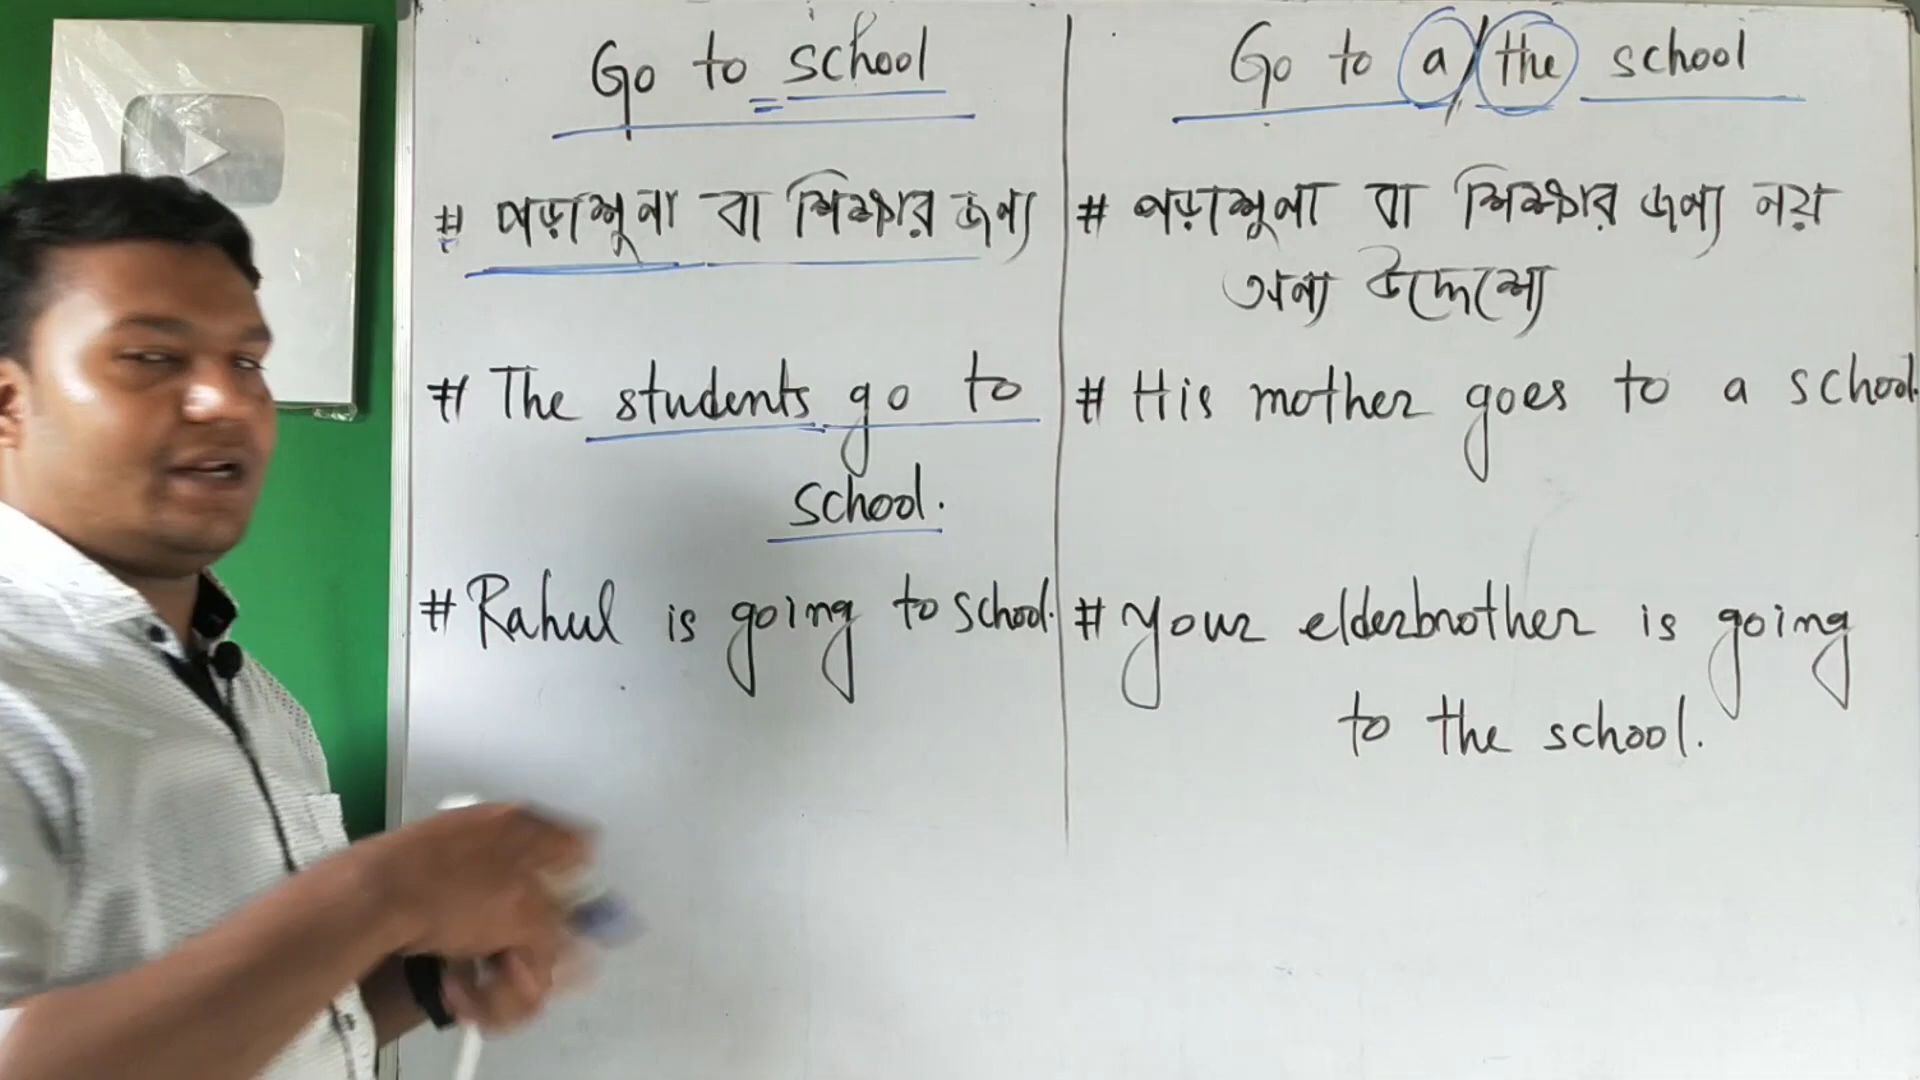 Go to school
# পড়াশুনা বা শিক্ষার জন্য
# The students go to
school.
# Rahul is going to school.
Go to a/the school
# পড়াশুনা বা শিক্ষার জন্য নয়
অন্য উদ্দেশ্যে
# His mother goes to a school.
# Your elderbrother is going
to the school.